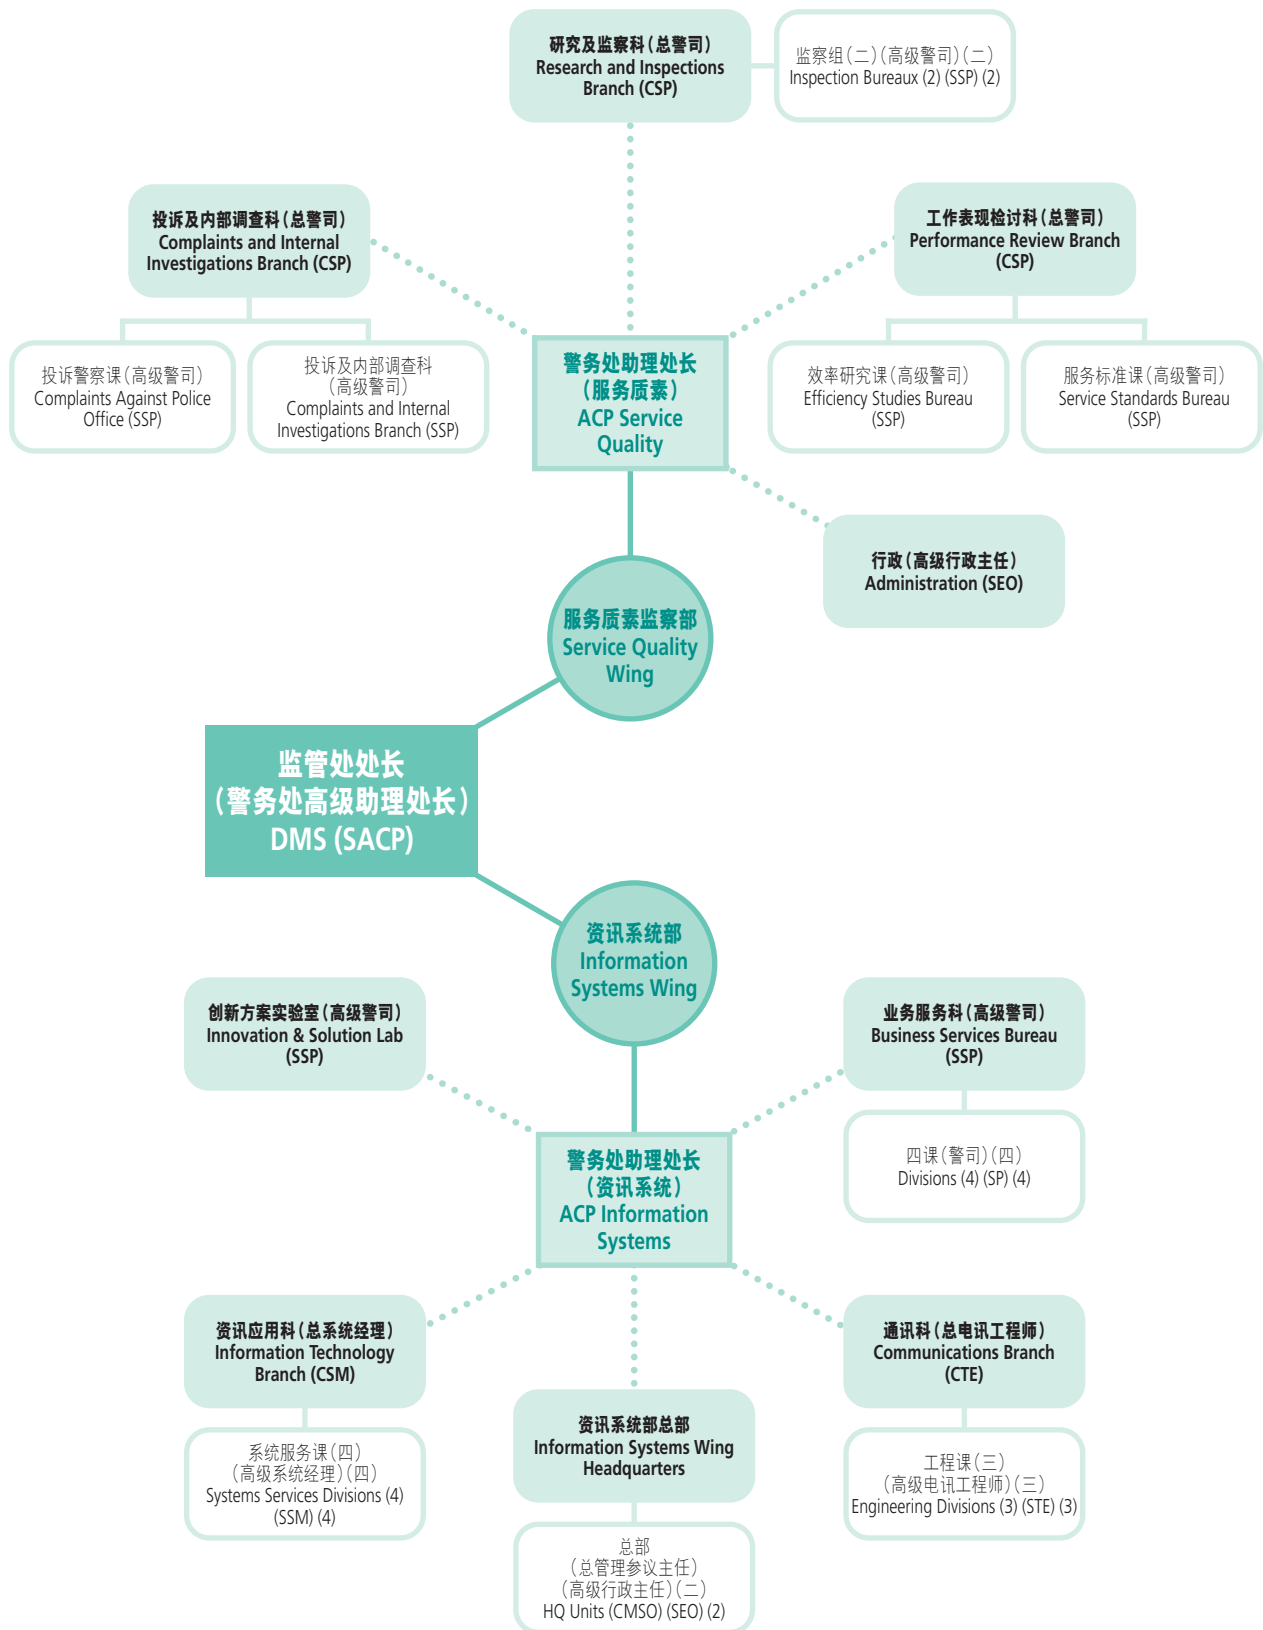 研究及监察科(总警司)
Research and Inspections
Branch (CSP)
监察组(二)(高级警司)(二)
Inspection Bureaux (2) (SSP) (2)
投诉及内部调查科(总警司)
Complaints and Internal
Investigations Branch (CSP)
工作表现检讨科(总警司)
Performance Review Branch
(CSP)
投诉警察课(高级警司)
Complaints Against Police
Office (SSP)
投诉及内部调查科
(高级警司)
Complaints and Internal
Investigations Branch (SSP)
警务处助理处长
(服务质素)
ACP Service
Quality
效率研究课(高级警司)
Efficiency Studies Bureau
(SSP)
服务标准课(高级警司)
Service Standards Bureau
(SSP)
行政(高级行政主任)
Administration (SEO)
服务质素监察部
Service Quality
Wing
监管处处长
(警务处高级助理处长)
DMS (SACP)
资讯系统部
Information
Systems Wing
创新方案实验室(高级警司)
Innovation & Solution Lab
(SSP)
业务服务科(高级警司)
Business Services Bureau
(SSP)
四课(警司)(四)
Divisions (4) (SP) (4)
警务处助理处长
(资讯系统)
ACP Information
Systems
资讯应用科(总系统经理)
Information Technology
Branch (CSM)
通讯科(总电讯工程师)
Communications Branch
(CTE)
系统服务课(四)
(高级系统经理)(四)
Systems Services Divisions (4)
(SSM) (4)
资讯系统部总部
Information Systems Wing
Headquarters
工程课(三)
(高级电讯工程师)(三)
Engineering Divisions (3) (STE) (3)
总部
(总管理参议主任)
(高级行政主任)(二)
HQ Units (CMSO) (SEO) (2)